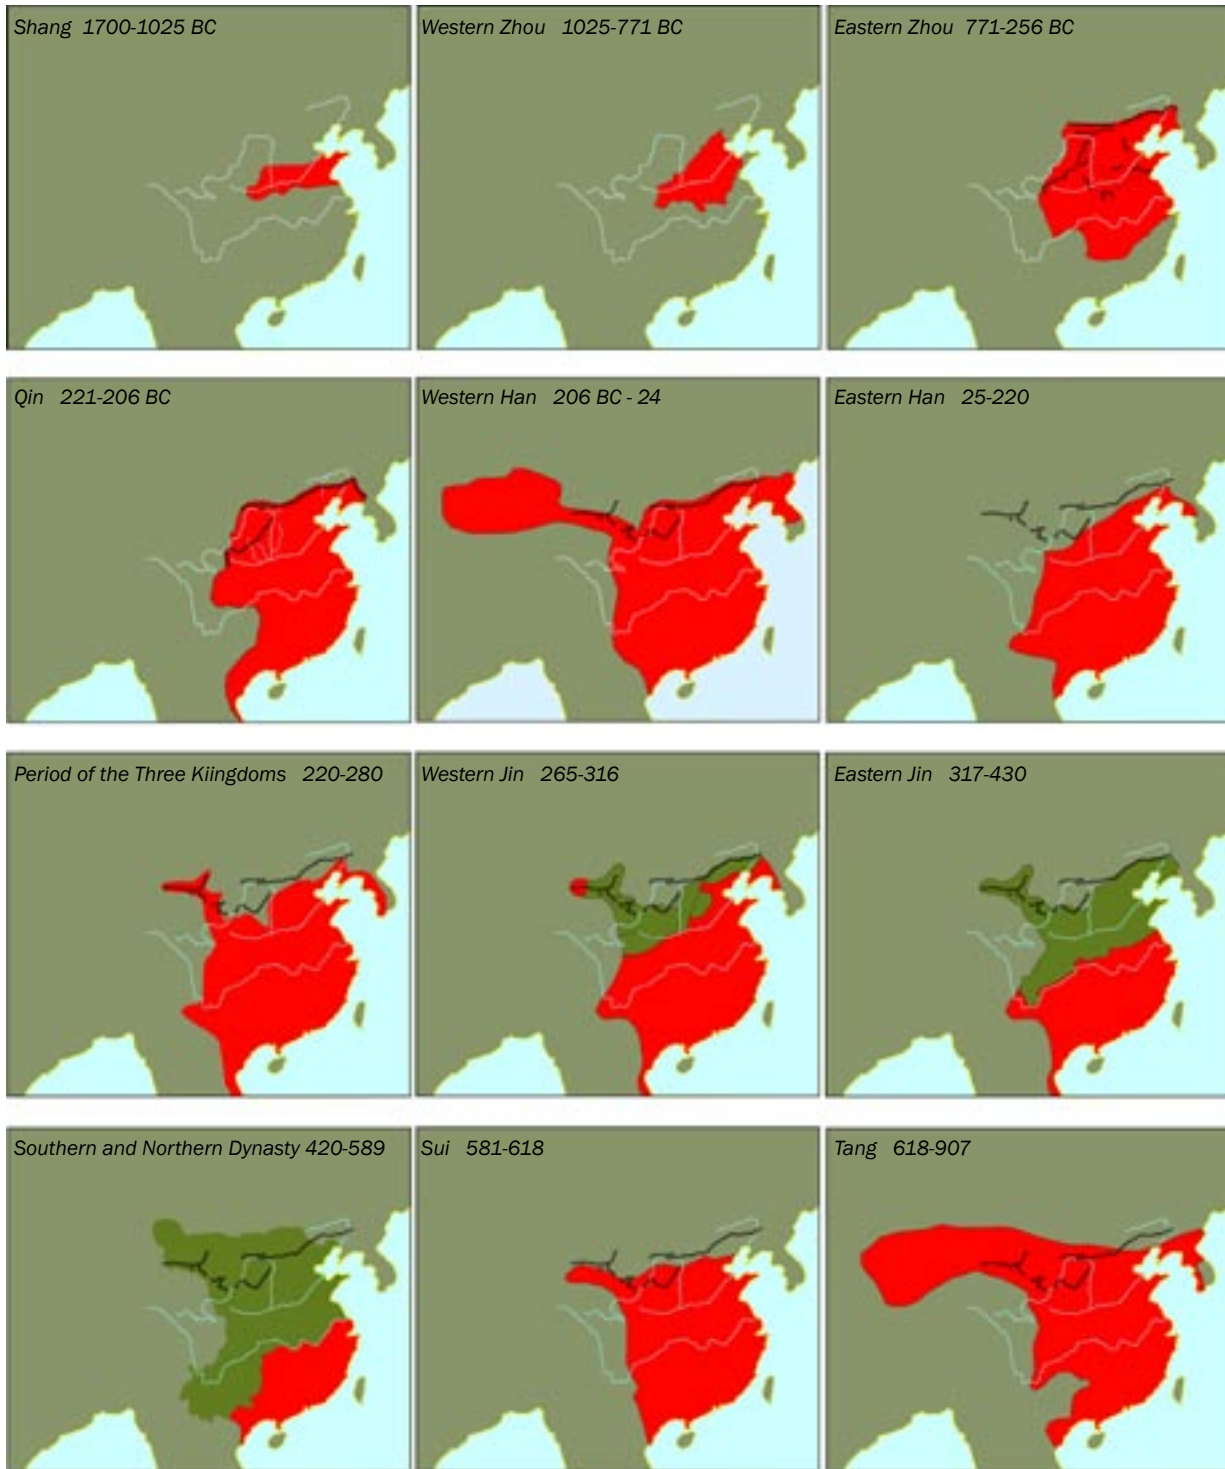 Shang 1700-1025 BC
Western Zhou 1025-771 BC
Eastern Zhou 771-256 BC
Qin 221-206 BC
Western Han 206 BC - 24
Eastern Han 25-220
Period of the Three Kiingdoms 220-280
Western Jin 265-316
Eastern Jin 317-430
Southern and Northern Dynasty 420-589
Sui 581-618
Tang 618-907